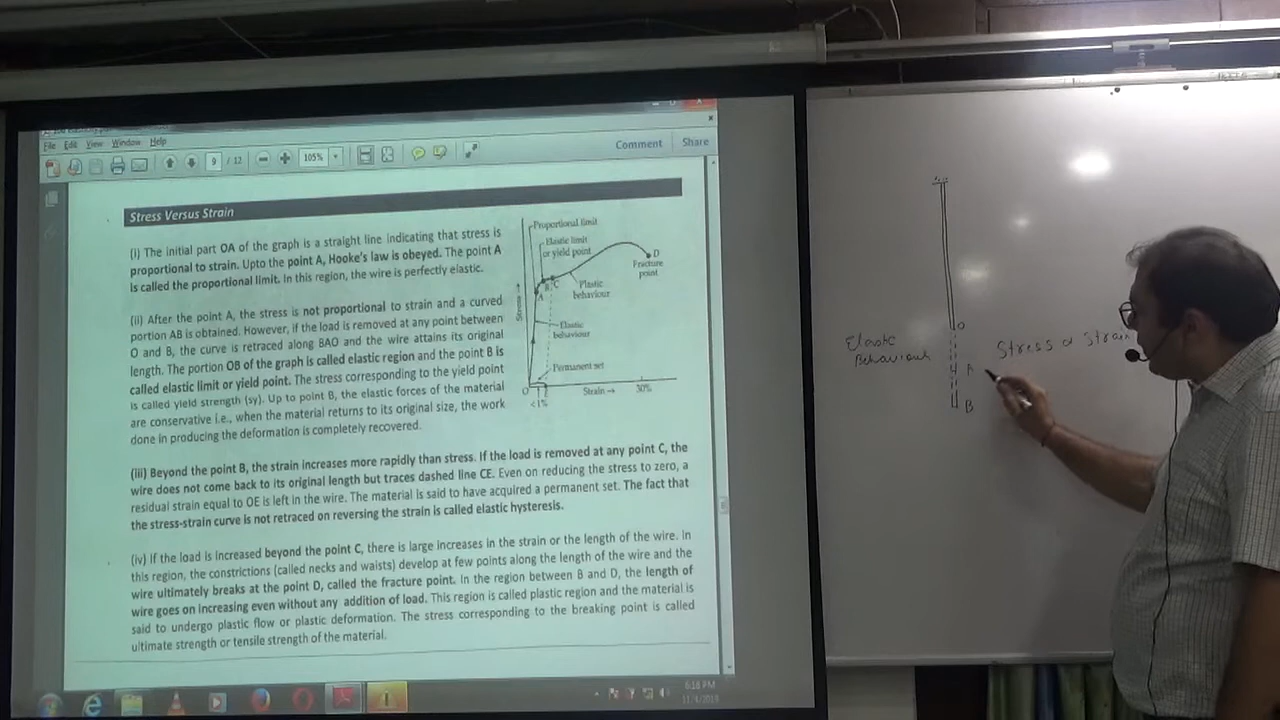 File Edit View Window Help
9 / 12
105%
Comment
Share
Stress Versus Strain
(i) The initial part OA of the graph is a straight line indicating that stress is
proportional to strain. Upto the point A, Hooke's law is obeyed. The point A
is called the proportional limit. In this region, the wire is perfectly elastic.
(ii) After the point A, the stress is not proportional to strain and a curved
portion AB is obtained. However, if the load is removed at any point between
O and B, the curve is retraced along BAO and the wire attains its original
length. The portion OB of the graph is called elastic region and the point B is
called elastic limit or yield point. The stress corresponding to the yield point
is called yield strength (sy). Up to point B, the elastic forces of the material
are conservative i.e., when the material returns to its original size, the work
done in producing the deformation is completely recovered.
Proportional limit
Elastic limit
or yield point
D
Fracture
point
A
B
C
Plastic
behaviour
Stress→
Elastic
behaviour
Permanent set
O
E
<1%
Strain→
30%
(iii) Beyond the point B, the strain increases more rapidly than stress. If the load is removed at any point C, the
wire does not come back to its original length but traces dashed line CE. Even on reducing the stress to zero, a
residual strain equal to OE is left in the wire. The material is said to have acquired a permanent set. The fact that
the stress-strain curve is not retraced on reversing the strain is called elastic hysteresis.
(iv) If the load is increased beyond the point C, there is large increases in the strain or the length of the wire. In
this region, the constrictions (called necks and waists) develop at few points along the length of the wire and the
wire ultimately breaks at the point D, called the fracture point. In the region between B and D, the length of
wire goes on increasing even without any addition of load. This region is called plastic region and the material is
said to undergo plastic flow or plastic deformation. The stress corresponding to the breaking point is called
ultimate strength or tensile strength of the material.
6:18 PM
11/4/2019
O
Elastic
Behaviour
Stress α Strain
A
B